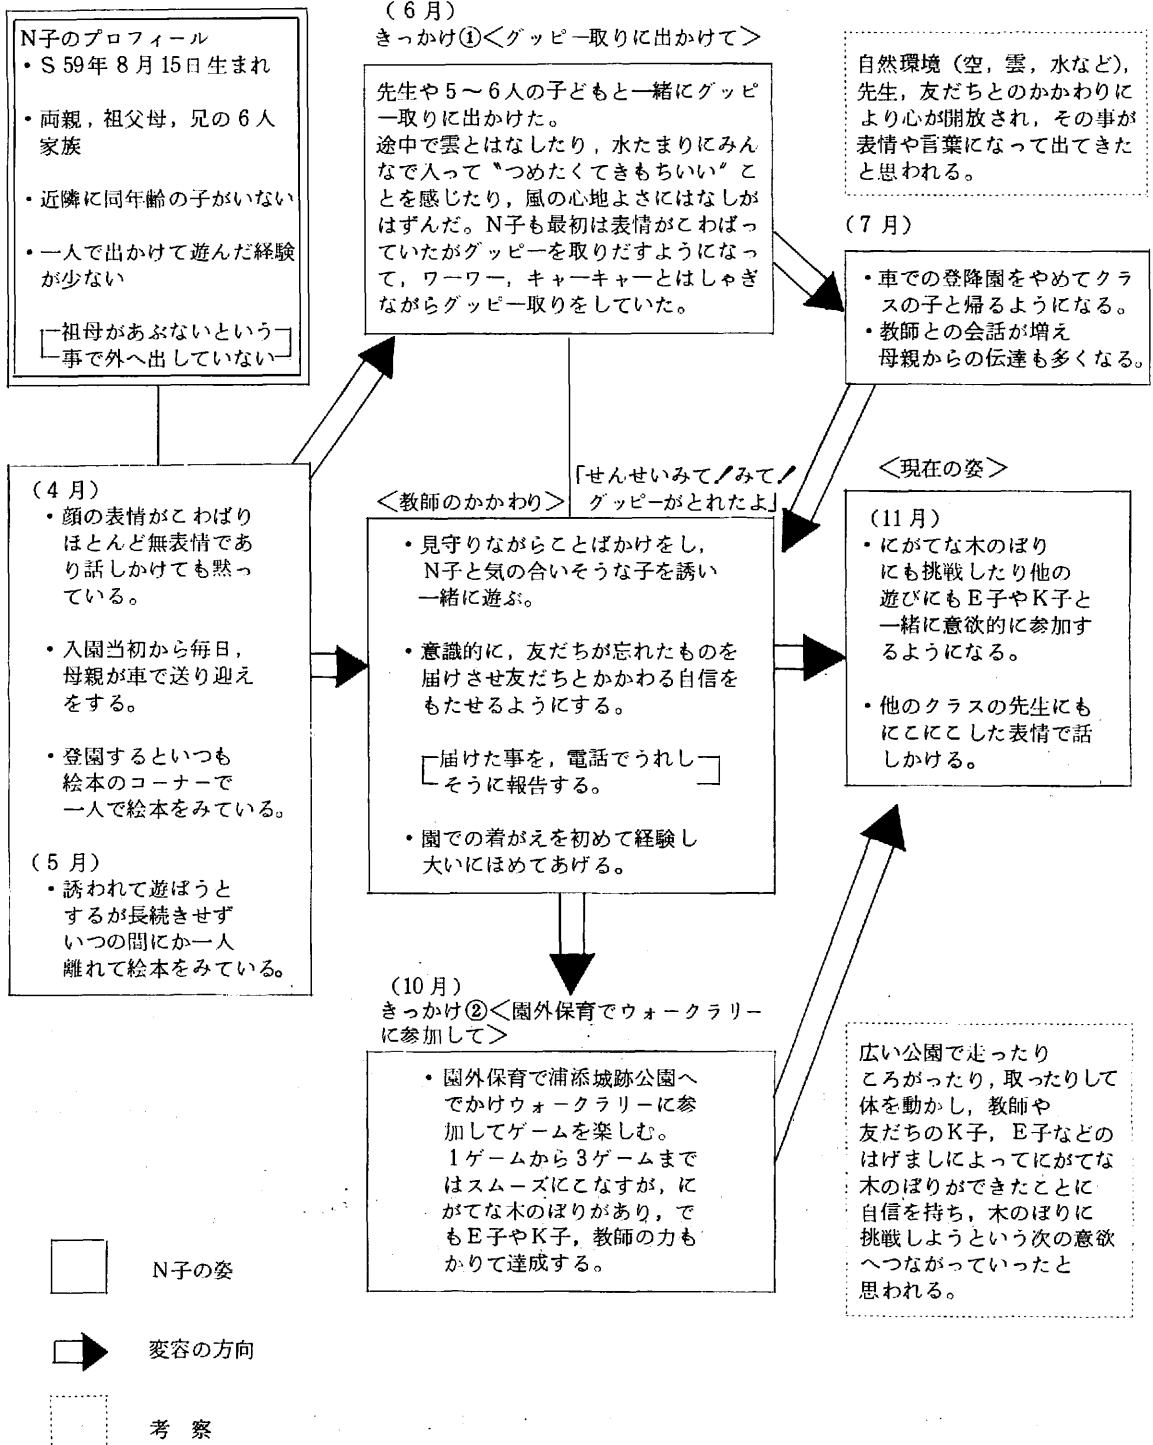 N子のプロフィール
・S 59年 8月 15日 生まれ
・両親，祖父母，兄の6人
家族
・近隣に同年齢の子がいない
・一人で出かけて遊んだ経験
が少ない
祖母があぶないという
事で外へ出していない
（4月）
・顔の表情がこわばり
ほとんど無表情であ
り話しかけても黙っ
ている。
・入園当初から毎日，
母親が車で送り迎え
をする。
・登園するといつも
絵本のコーナーで
一人で絵本をみている。
（5月）
・誘われて遊ぼうと
するが長続きせず
いつの間にか一人
離れて絵本をみている。
（6月）
きっかけ①＜グッピー取りに出かけて＞
先生や5～6人の子どもと一緒にグッピ
ー取りに出かけた。
途中で雲とはなしたり，水たまりにみん
なで入って〝つめたくてきもちいい〟こ
とを感じたり，風の心地よさにはなしが
はずんだ。N子も最初は表情がこわばっ
ていたがグッピーを取りだすようになっ
て，ワーワー，キャーキャーとはしゃぎ
ながらグッピー取りをしていた。
「せんせいみて！みて！
グッピーがとれたよ」
＜教師のかかわり＞
・見守りながらことばかけをし，
N子と気の合いそうな子を誘い
一緒に遊ぶ。
・意識的に，友だちが忘れたものを
届けさせ友だちとかかわる自信を
もたせるようにする。
届けた事を，電話でうれし
そうに報告する。
・園での着がえを初めて経験し
大いにほめてあげる。
（10月）
きっかけ②＜園外保育でウォークラリー
に参加して＞
・園外保育で浦添城跡公園へ
でかけウォークラリーに参
加してゲームを楽しむ。
1ゲームから3ゲームまで
はスムーズにこなすが，に
がてな木のぼりがあり，で
もE子やK子，教師の力も
かりて達成する。
自然環境（空，雲，水など），
先生，友だちとのかかわりに
より心が開放され，その事が
表情や言葉になって出てきた
と思われる。
（7月）
・車での登降園をやめてクラ
スの子と帰るようになる。
・教師との会話が増え
母親からの伝達も多くなる。
＜現在の姿＞
（11月）
・にがてな木のぼり
にも挑戦したり他の
遊びにもE子やK子と
一緒に意欲的に参加す
るようになる。
・他のクラスの先生にも
にこにこした表情で話
しかける。
広い公園で走ったり
ころがったり，取ったりして
体を動かし，教師や
友だちのK子，E子などの
はげましによってにがてな
木のぼりができたことに
自信を持ち，木のぼりに
挑戦しようという次の意欲
へつながっていったと
思われる。
N子の姿
変容の方向
考 察